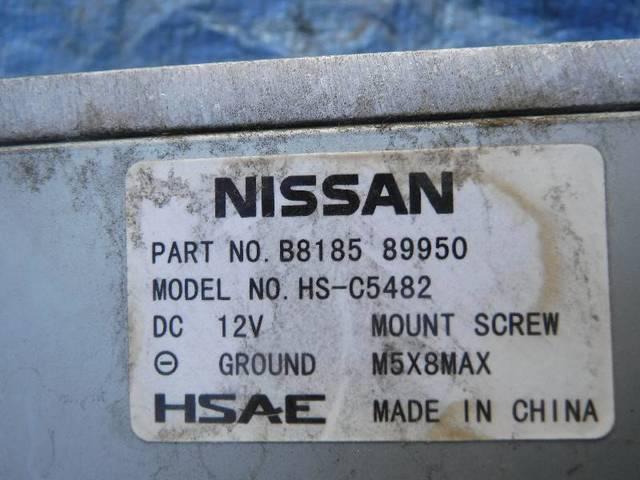 NISSAN
PART NO. B8185 89950
MODEL NO. HS-C5482
DC 12V MOUNT SCREW
⊖ GROUND M5X8MAX
HSAE MADE IN CHINA